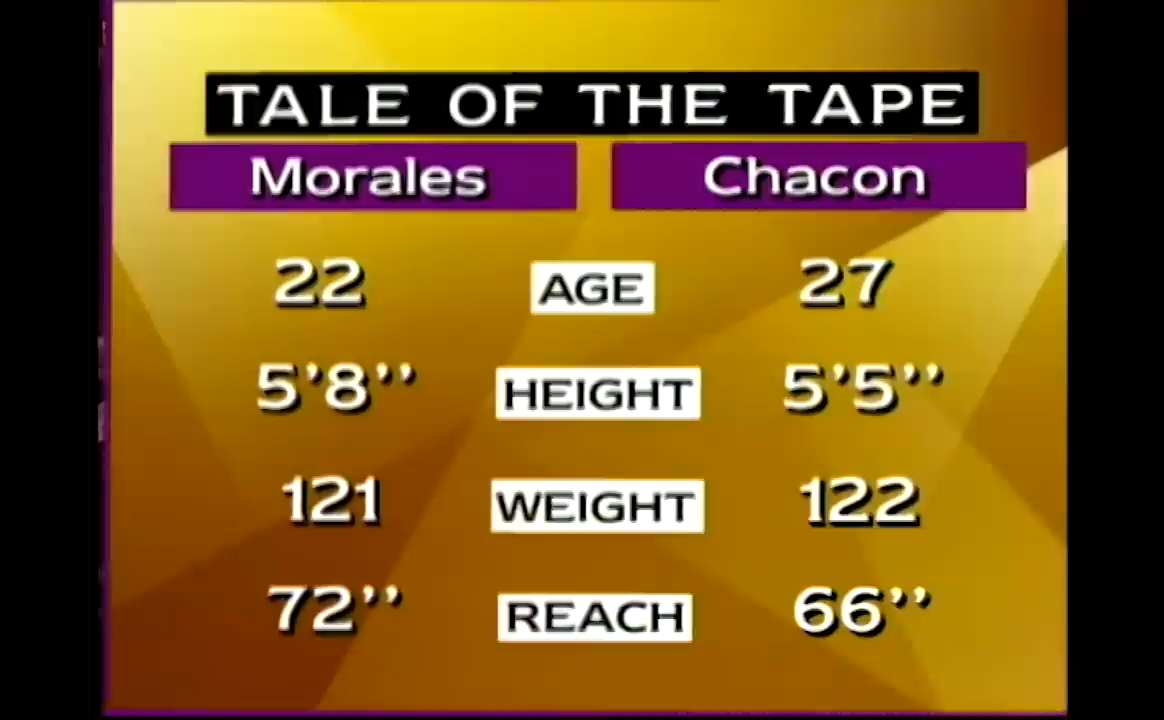 TALE OF THE TAPE
Morales Chacon
22 AGE 27
5'8'' HEIGHT 5'5''
121 WEIGHT 122
72'' REACH 66''